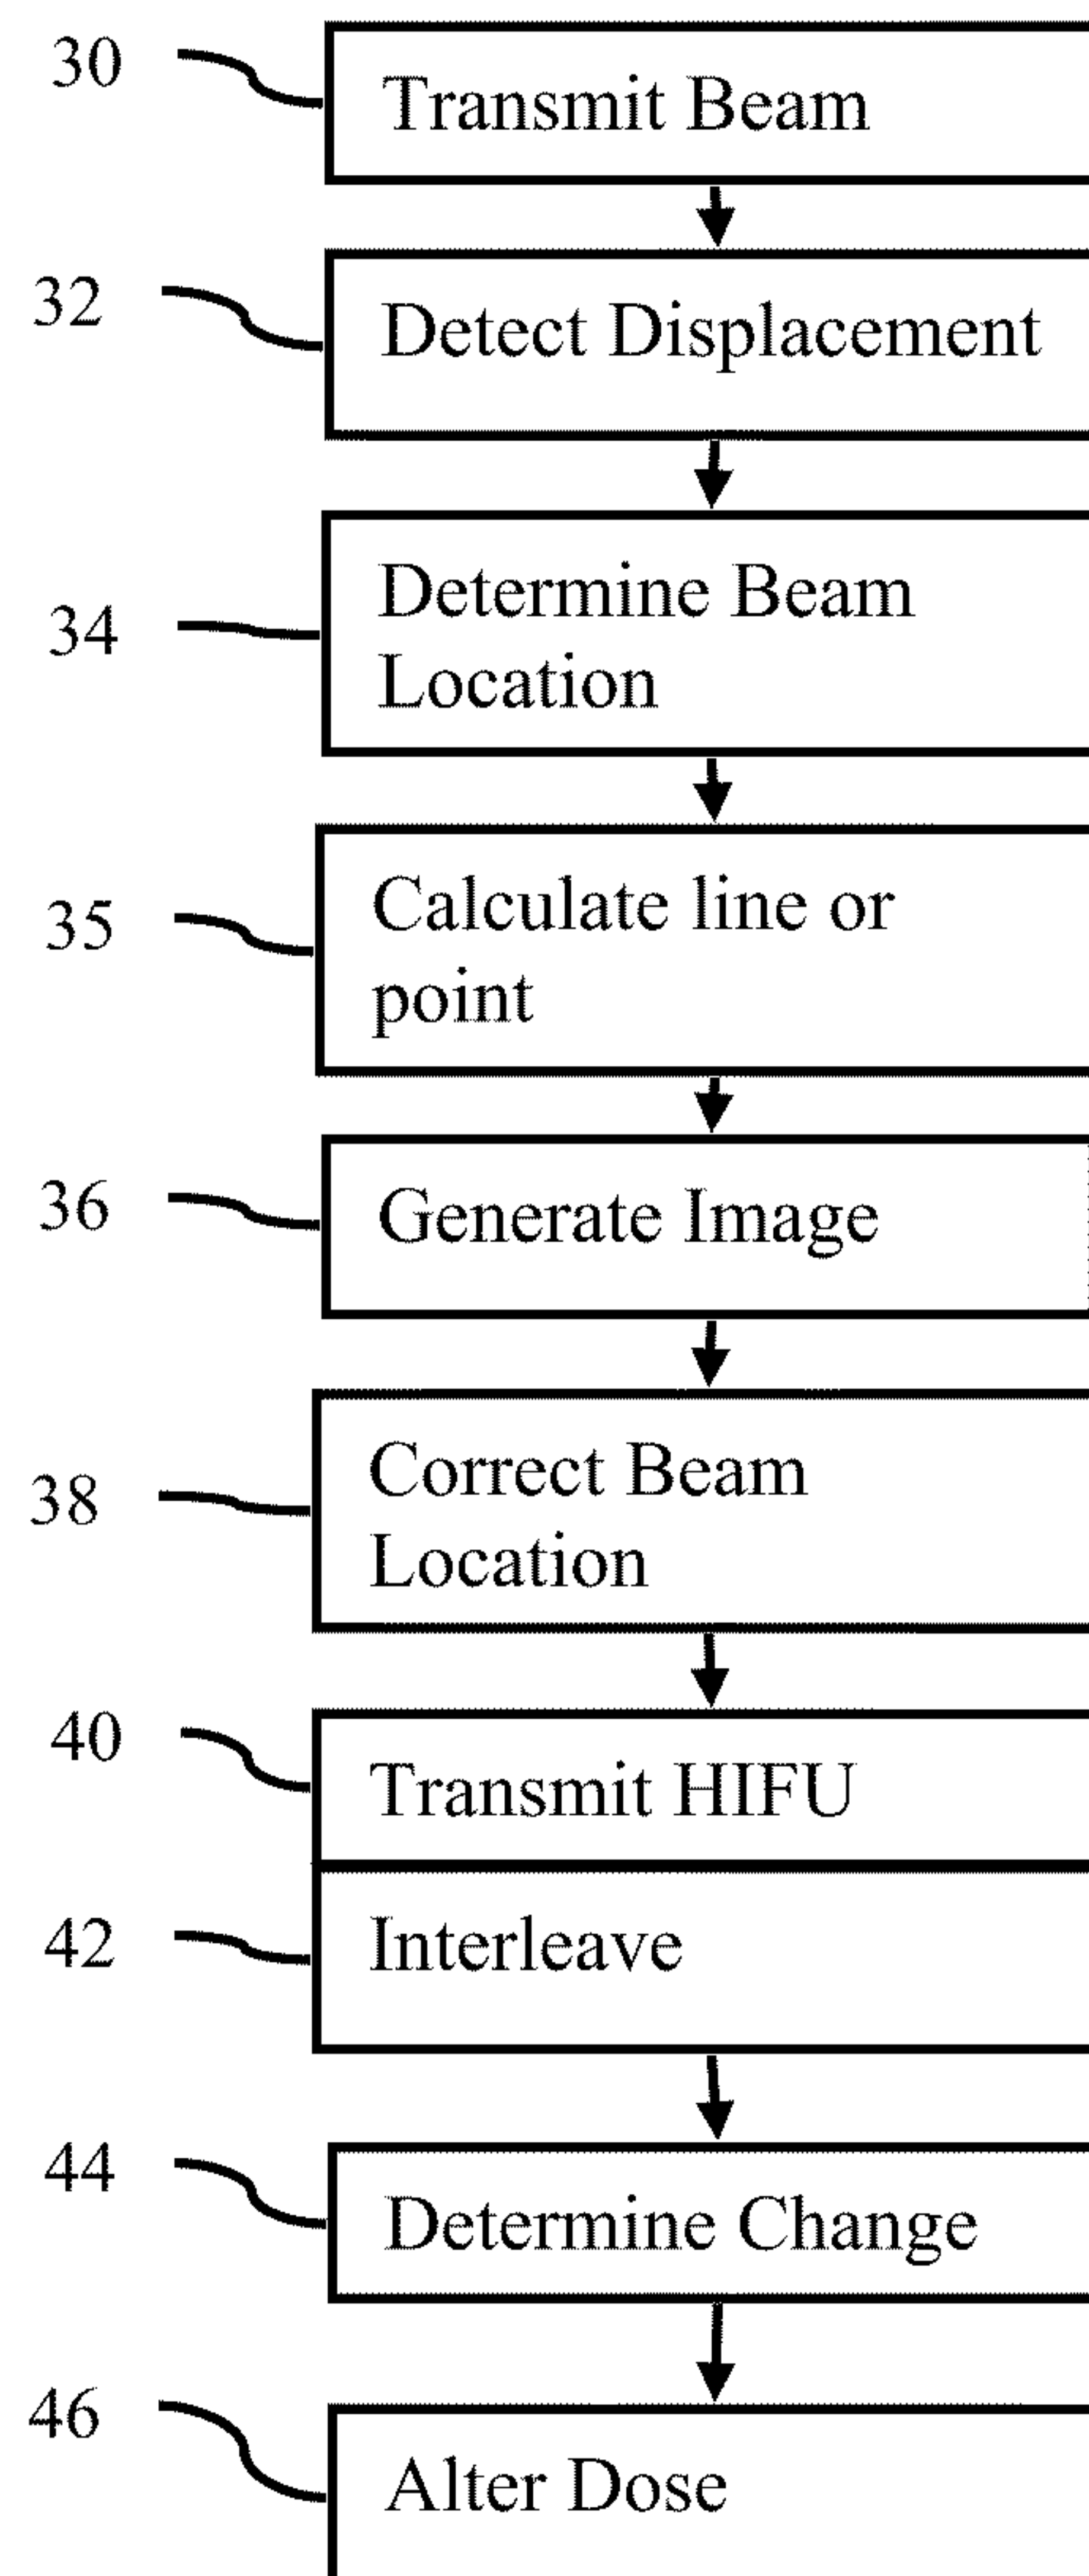 30
Transmit Beam
32
Detect Displacement
34
Determine Beam
Location
35
Calculate line or
point
36
Generate Image
38
Correct Beam
Location
40
Transmit HIFU
42
Interleave
44
Determine Change
46
Alter Dose